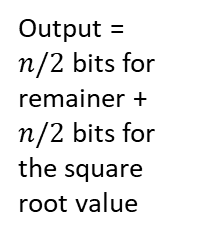 Output =
n/2 bits for
remainer +
n/2 bits for
the square
root value